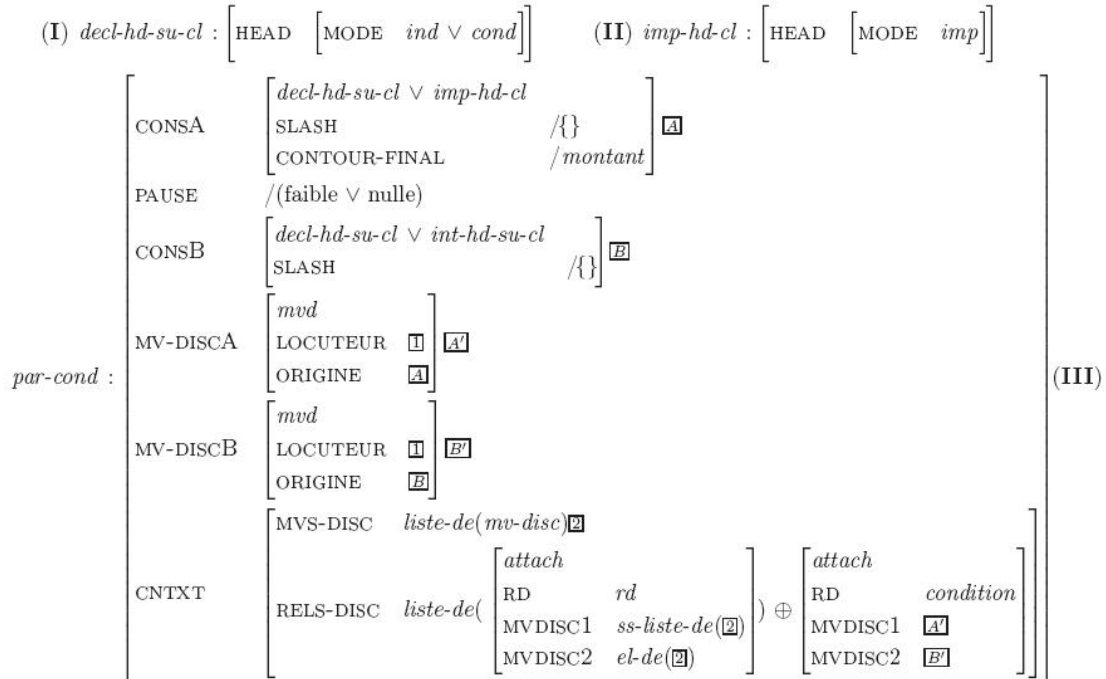 (I) decl-hd-su-cl : [HEAD [MODE ind ∨ cond]] (II) imp-hd-cl : [HEAD [MODE imp]]
decl-hd-su-cl ∨ imp-hd-cl
CONSA SLASH /{} A
CONTOUR-FINAL /montant
PAUSE /(faible ∨ nulle)
decl-hd-su-cl ∨ int-hd-su-cl
CONSB B
SLASH /{}
mvd
MV-DISCA LOCUTEUR 1 A′
ORIGINE A
par-cond : (III)
mvd
MV-DISCB LOCUTEUR 1 B′
ORIGINE B
MVS-DISC liste-de(mv-disc)2
attach attach
CNTXT RD rd RD condition
RELS-DISC liste-de( ) ⊕
MVDISC1 ss-liste-de(2) MVDISC1 A′
MVDISC2 el-de(2) MVDISC2 B′